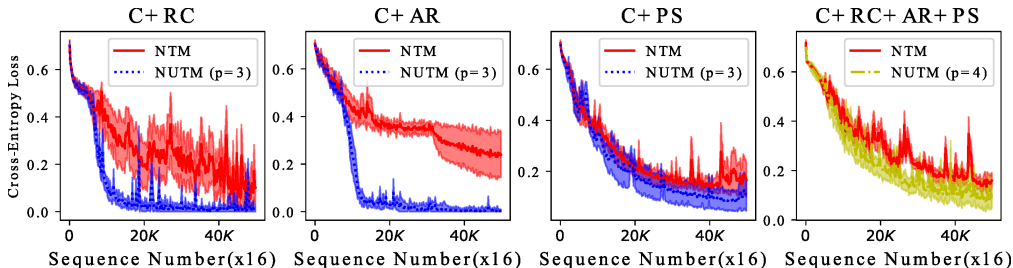 C+ RC
C+ AR
C+ PS
C+ RC+ AR+ PS
Cross-Entropy Loss
0.6
0.4
0.2
0.0
NTM
NUTM (p=3)
0
20K
40K
Sequence Number(x16)
0.6
0.4
0.2
0.0
NTM
NUTM (p=3)
0
20K
40K
Sequence Number(x16)
0.6
0.4
0.2
NTM
NUTM (p=3)
0
20K
40K
Sequence Number(x16)
0.6
0.4
0.2
0.0
NTM
NUTM (p=4)
0
20K
40K
Sequence Number(x16)